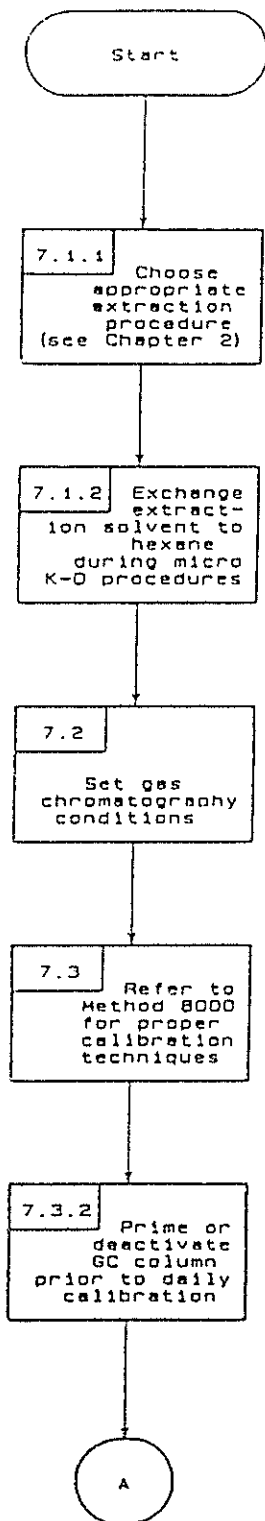 Start
7.1.1
Choose
appropriate
extraction
procedure
(see Chapter 2)
7.1.2
Exchange
extract-
ion solvent to
hexane
during micro
K-D procedures
7.2
Set gas
chromatography
conditions
7.3
Refer to
Method 8000
for proper
calibration
techniques
7.3.2
Prime or
deactivate
GC column
prior to daily
calibration
A